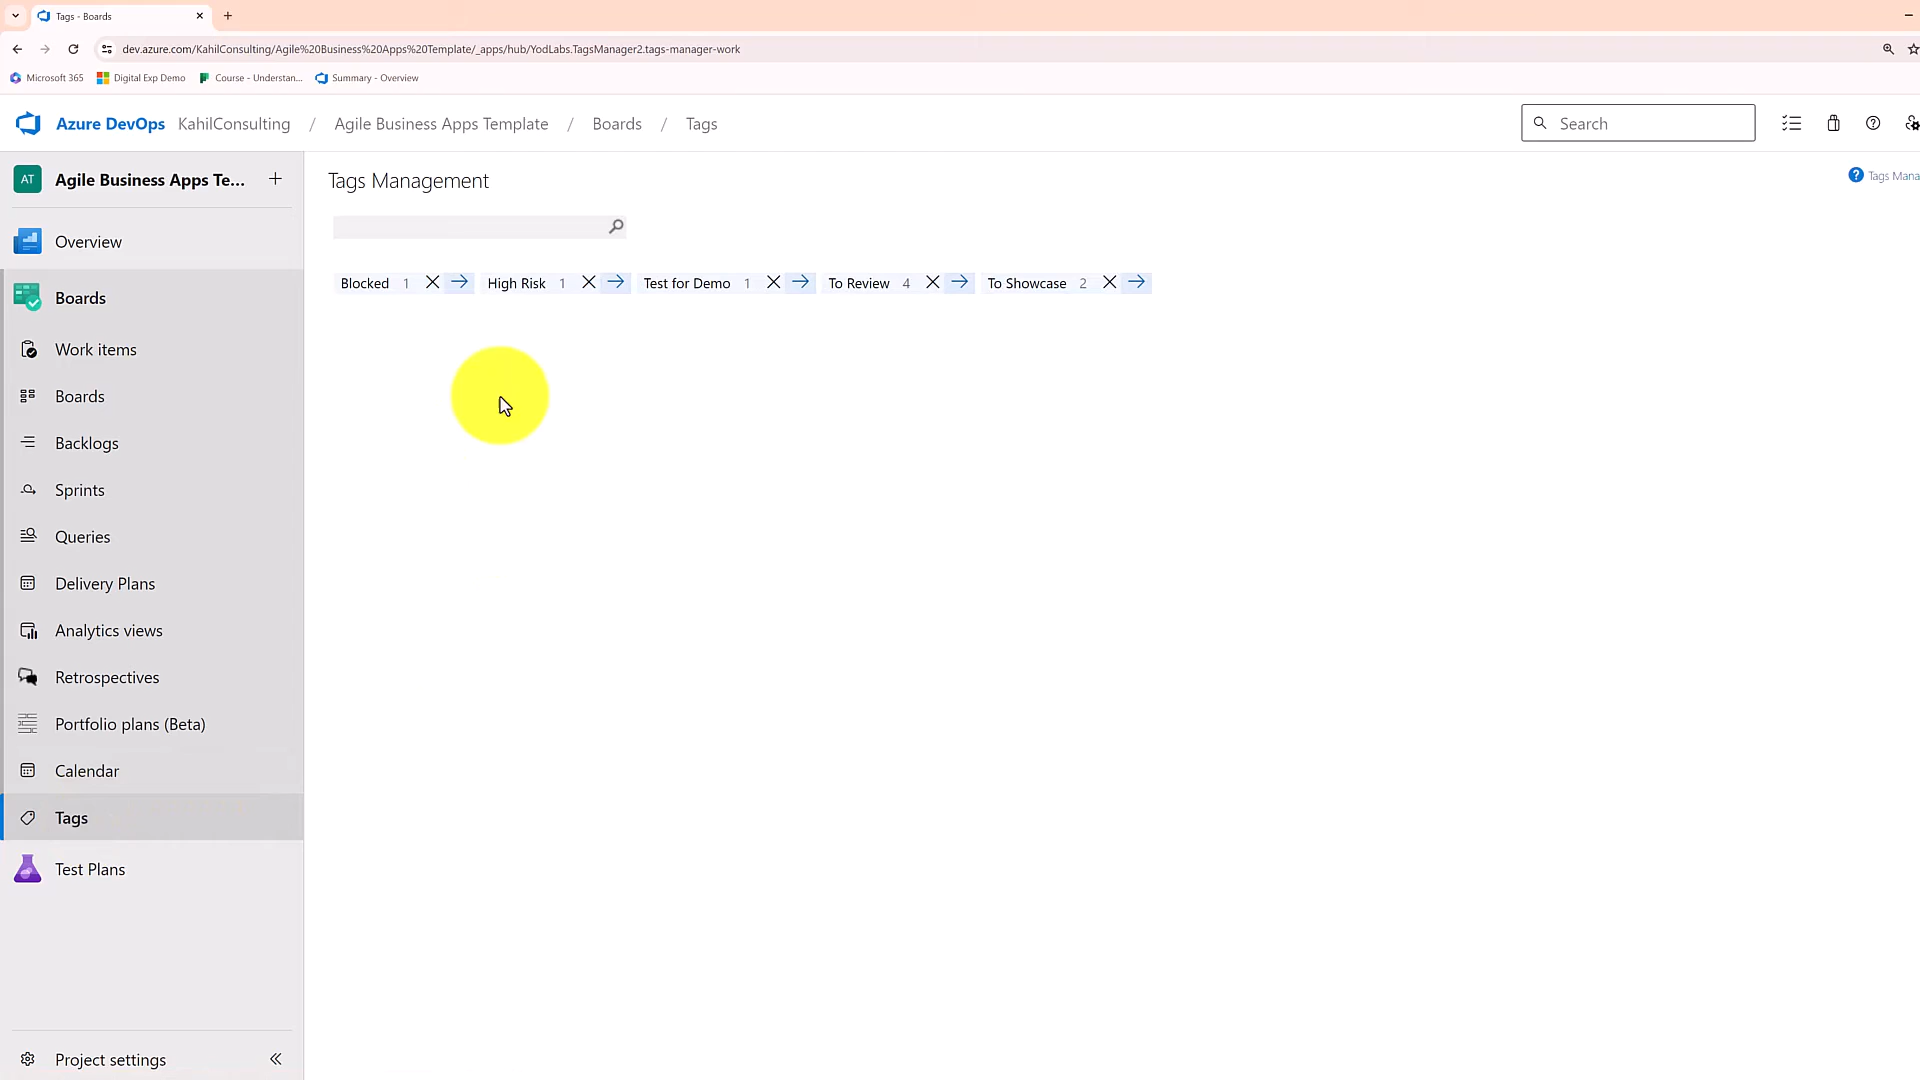 Tags - Boards
dev.azure.com/KahilConsulting/Agile%20Business%20Apps%20Template/_apps/hub/YodLabs.TagsManager2.tags-manager-work
Microsoft 365 Digital Exp Demo Course - Understan... Summary - Overview
Azure DevOps KahilConsulting / Agile Business Apps Template / Boards / Tags Search
AT Agile Business Apps Te...
Tags Management
Tags Mana
Blocked 1 High Risk 1 Test for Demo 1 To Review 4 To Showcase 2
Overview
Boards
Work items
Boards
Backlogs
Sprints
Queries
Delivery Plans
Analytics views
Retrospectives
Portfolio plans (Beta)
Calendar
Tags
Test Plans
Project settings